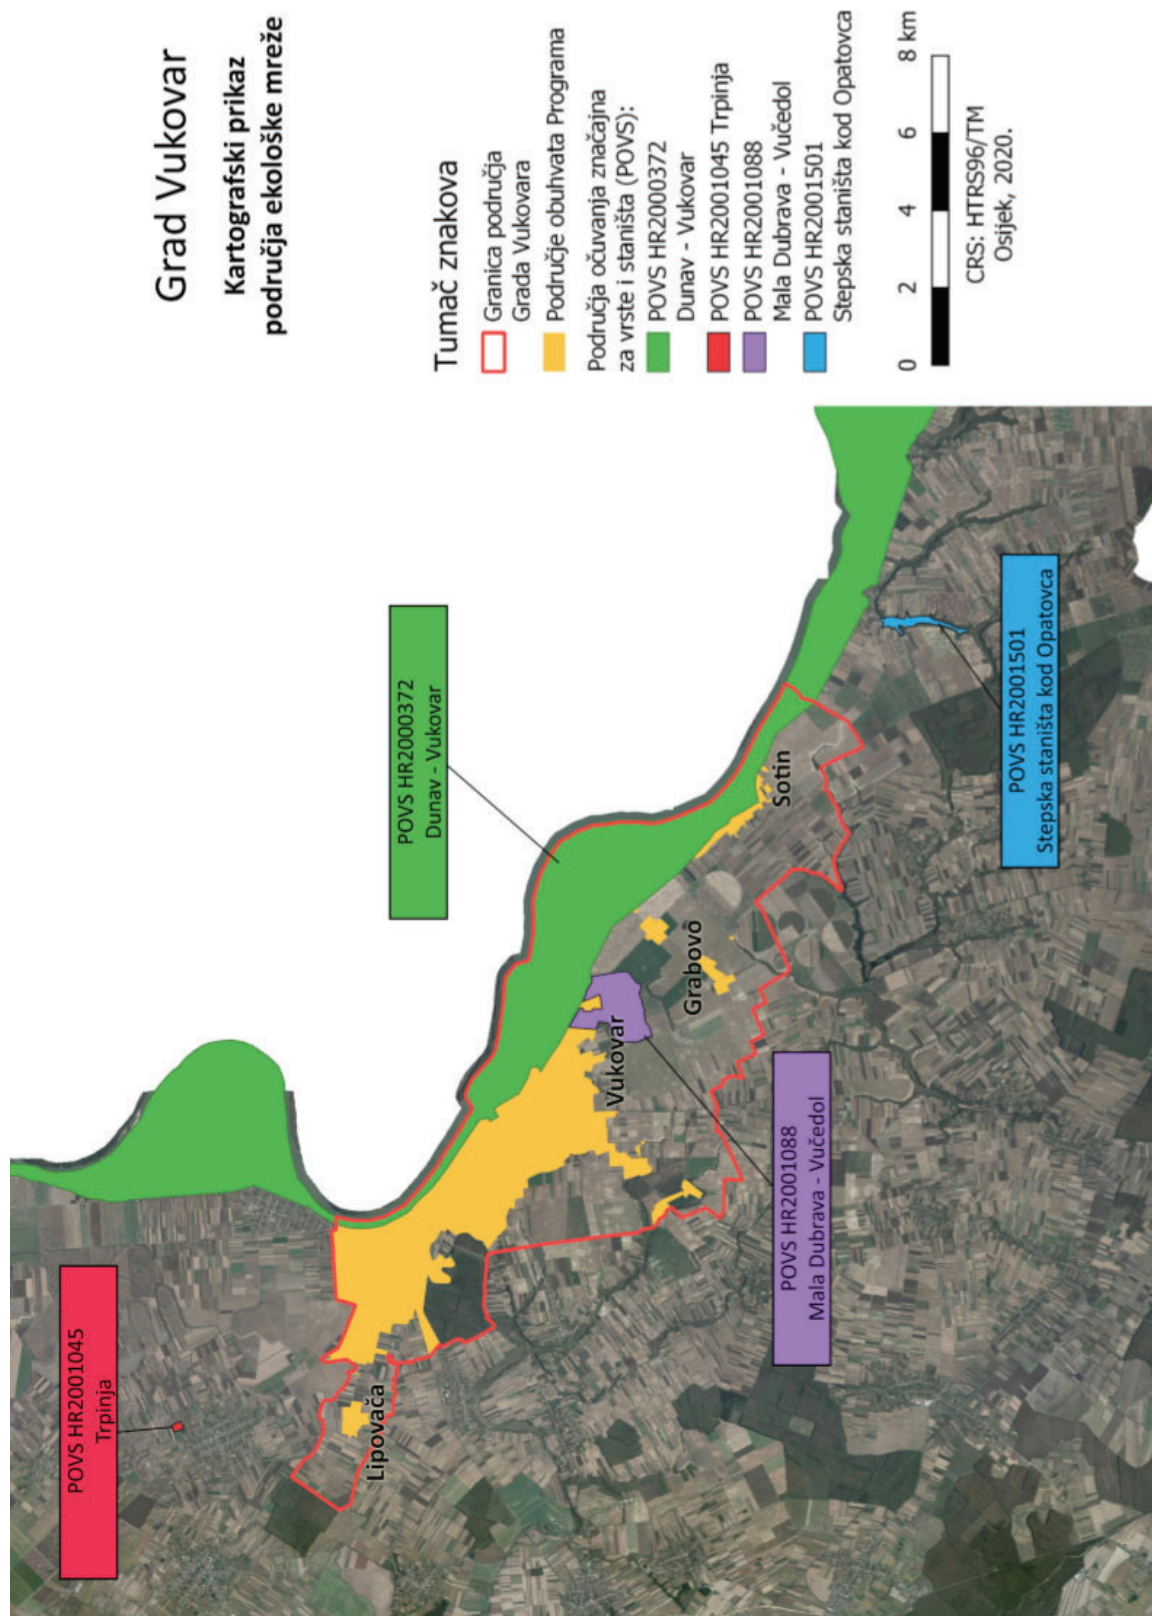 Grad Vukovar
Kartografski prikaz
područja ekološke mreže
Tumač znakova
Granica područja
Grada Vukovara
Područje obuhvata Programa
Područja očuvanja značajna
za vrste i staništa (POVS):
POVS HR2000372
Dunav - Vukovar
POVS HR2001045 Trpinja
POVS HR2001088
Mala Dubrava - Vučedol
POVS HR2001501
Stepska staništa kod Opatovca
0 2 4 6 8 km
CRS: HTRS96/TM
Osijek, 2020.
POVS HR2001045
Trpinja
POVS HR2000372
Dunav - Vukovar
Lipovača
Vukovar
Grabovo
Sotin
POVS HR2001088
Mala Dubrava - Vučedol
POVS HR2001501
Stepska staništa kod Opatovca